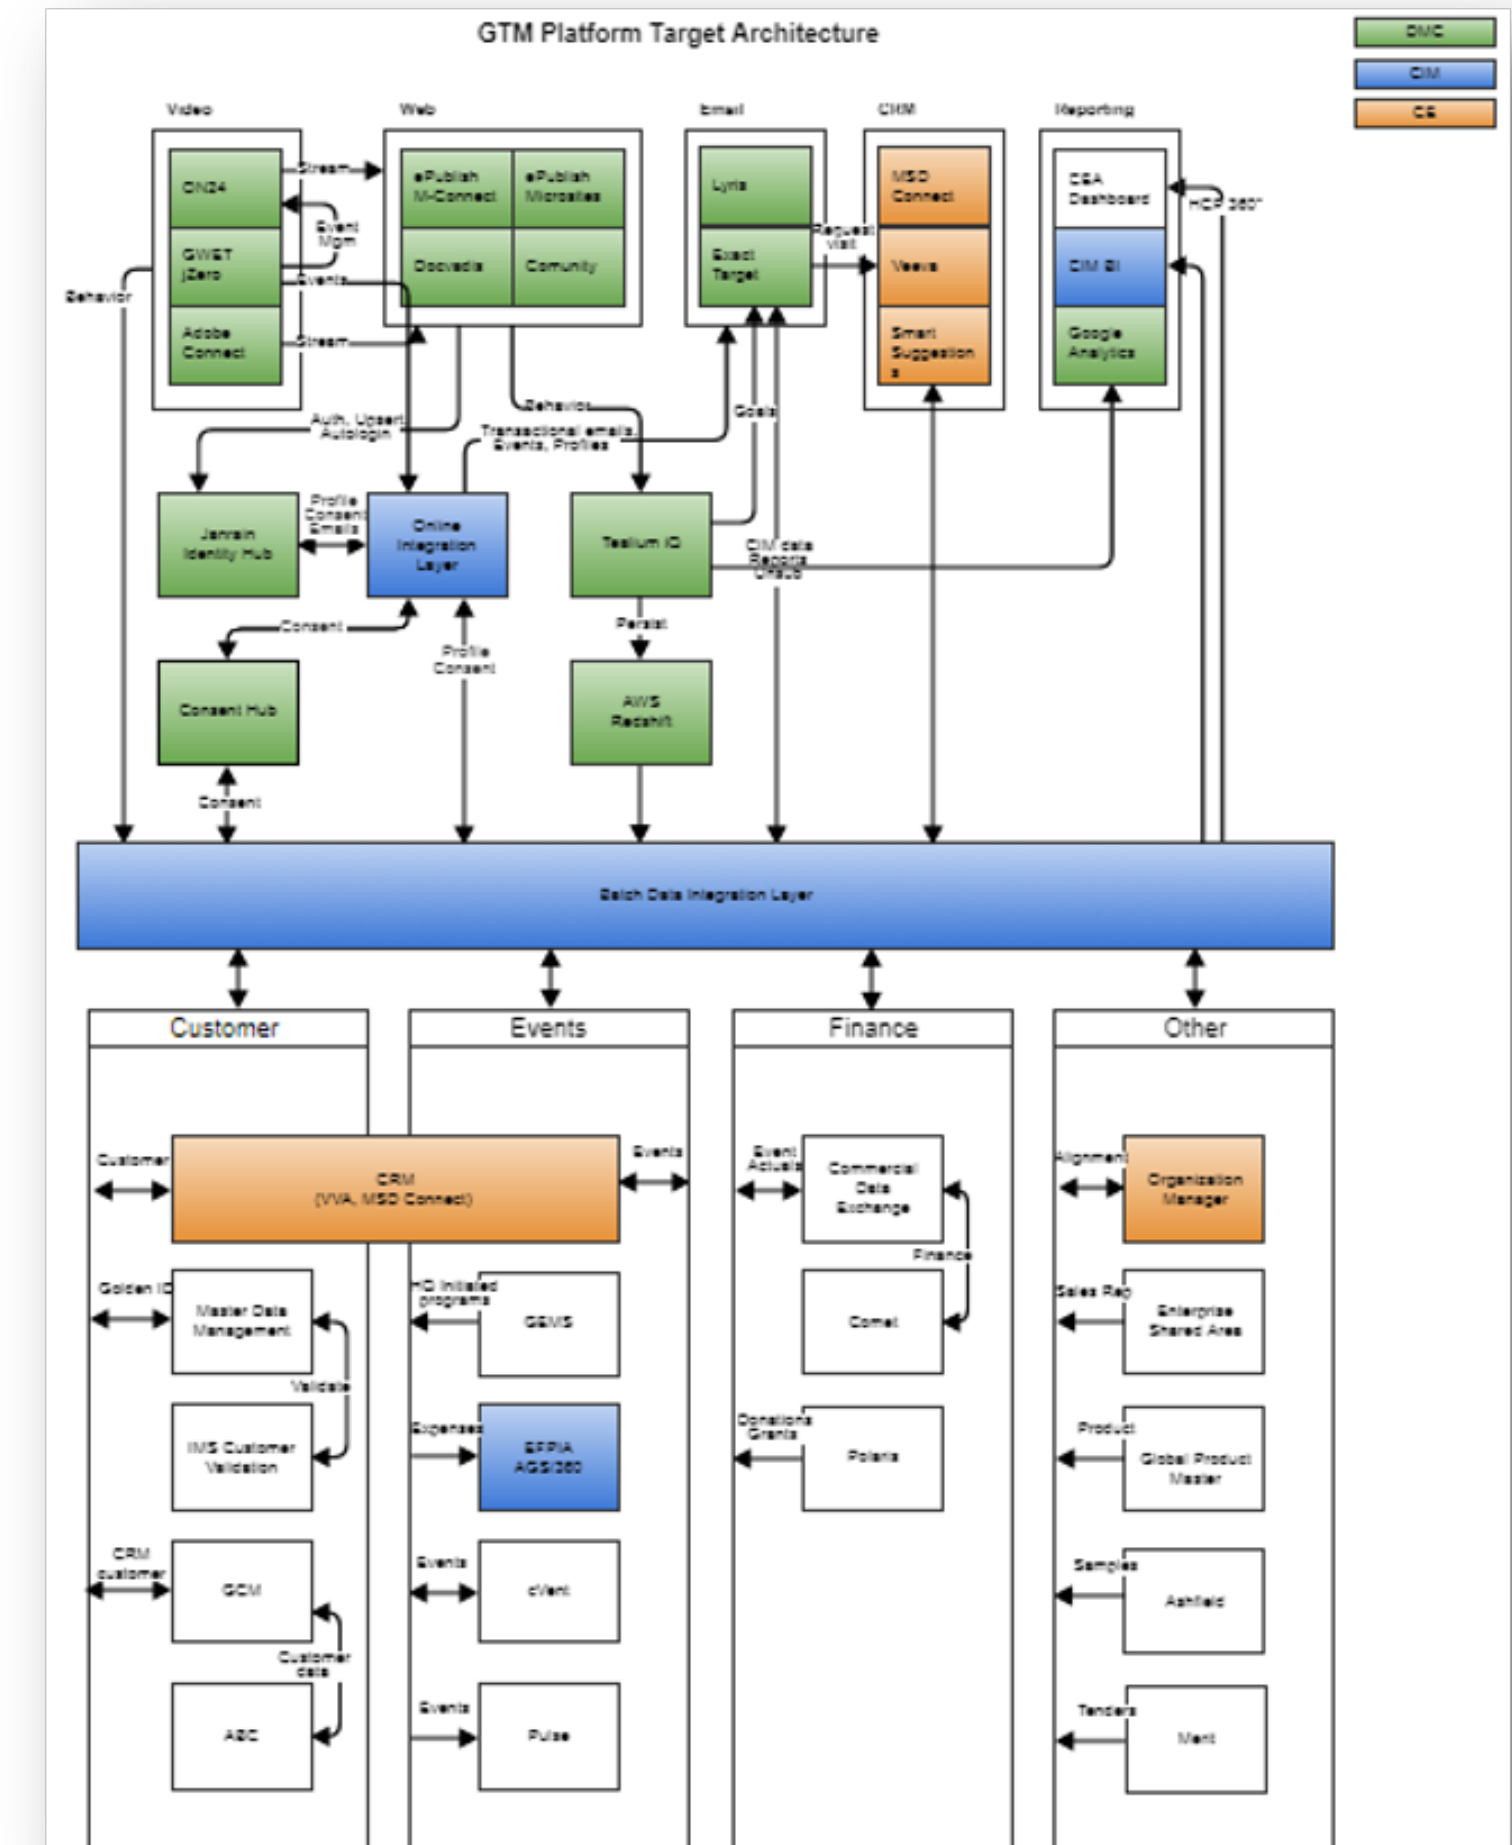 GTM Platform Target Architecture
DMC
CIM
CE
Video
Web
Email
CRM
Reporting
ON24
GWET
jZero
Adobe
Connect
Stream
Event
Mgm
Events
Stream
Behavior
ePublish
M-Connect
ePublish
Microsites
Docvadis
Comunity
Lyris
Exact
Target
Request
visit
MSD
Connect
Veeva
Smart
Suggestion
s
CEA
Dashboard
CIM BI
Google
Analytics
HCP 360°
Auth, Upsert,
Autologin
Behavior
Transactional emails,
Events, Profiles
Goals
Janrain
Identity Hub
Profile
Consent
Emails
Online
Integration
Layer
Tealium IQ
CIM data
Reports
Unsub
Consent
Profile
Consent
Persist
Consent Hub
AWS
Redshift
Consent
Batch Data Integration Layer
Customer
Events
Finance
Other
Customer
CRM
(VVA, MSD Connect)
Events
Event
Actuals
Commercial
Data
Exchange
Alignment
Organization
Manager
Golden ID
Master Data
Management
HQ Initiated
programs
GEMS
Finance
Comet
Sales Rep
Enterprise
Shared Area
Validate
IMS Customer
Validation
Expenses
EFPIA
AGS/360
Donations
Grants
Polaris
Product
Global Product
Master
CRM
customer
GCM
Events
cVent
Samples
Ashfield
Customer
data
Events
Pulse
Tenders